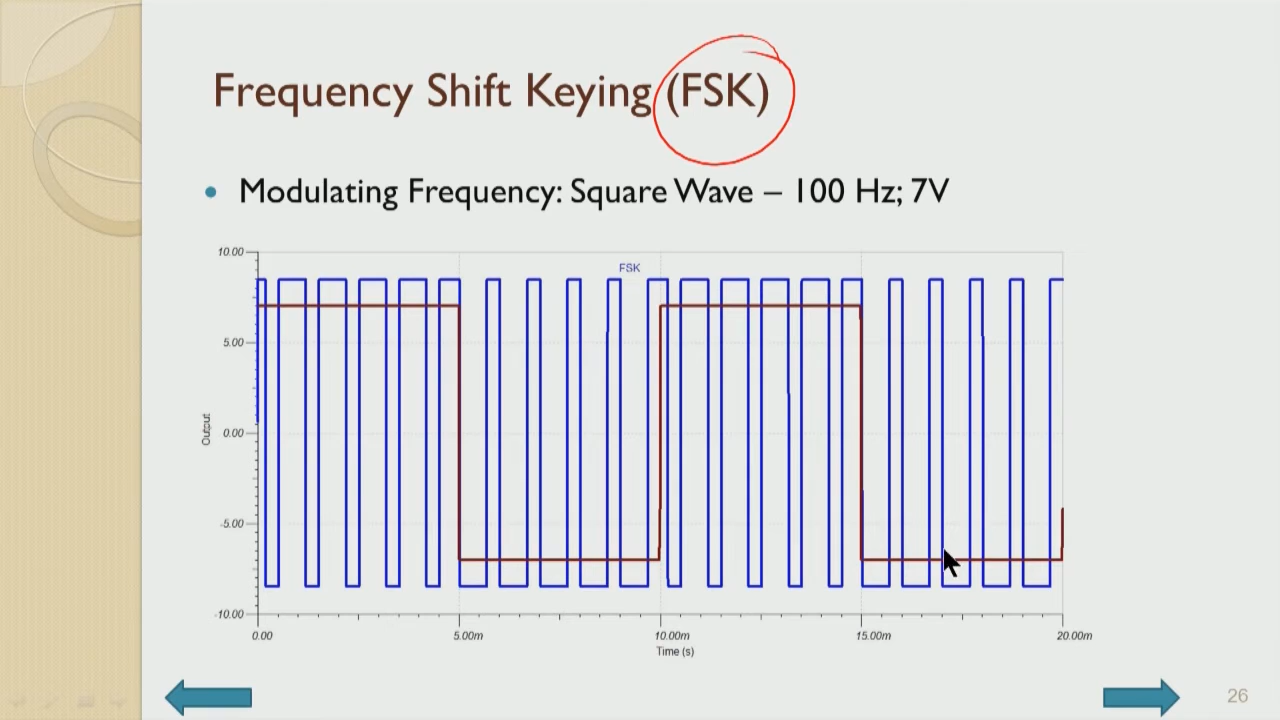 Frequency Shift Keying (FSK)
• Modulating Frequency: Square Wave – 100 Hz; 7V
FSK
10.00
5.00
0.00
-5.00
-10.00
Output
0.00 5.00m 10.00m 15.00m 20.00m
Time (s)
26